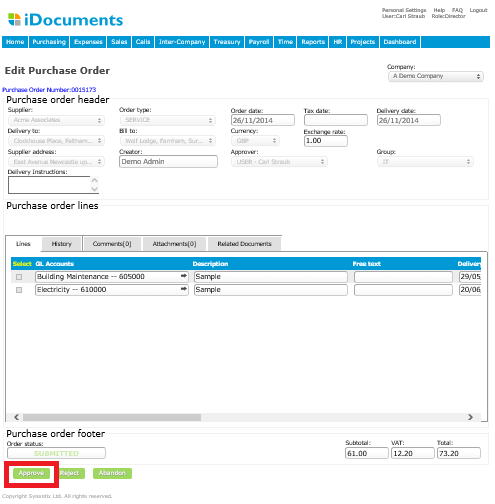 iDocuments
Personal Settings Help FAQ Logout
User:Carl Straub Role:Director
Home Purchasing Expenses Sales Calls Inter-Company Treasury Payroll Time Reports HR Projects Dashboard
Edit Purchase Order
Company:
A Demo Company
Purchase Order Number:0015173
Purchase order header
Supplier: Order type: Order date: Tax date: Delivery date:
Acme Associates SERVICE 26/11/2014 26/11/2014
Delivery to: Bill to: Currency: Exchange rate:
Clockhouse Place, Feltham... Wolf Lodge, Farnham, Sur... GBP 1.00
Supplier address: Creator: Approver: Group:
East Avenue Newcastle up... Demo Admin USER - Carl Straub IT
Delivery Instructions:
Purchase order lines
Lines History Comments[0] Attachments[0] Related Documents
Select GL Accounts Description Free text Delivery
Building Maintenance -- 605000 Sample 29/05
Electricity -- 610000 Sample 20/06
Purchase order footer
Order status: Subtotal: VAT: Total:
SUBMITTED 61.00 12.20 73.20
Approve Reject Abandon
Copyright Synextic Ltd. All rights reserved.